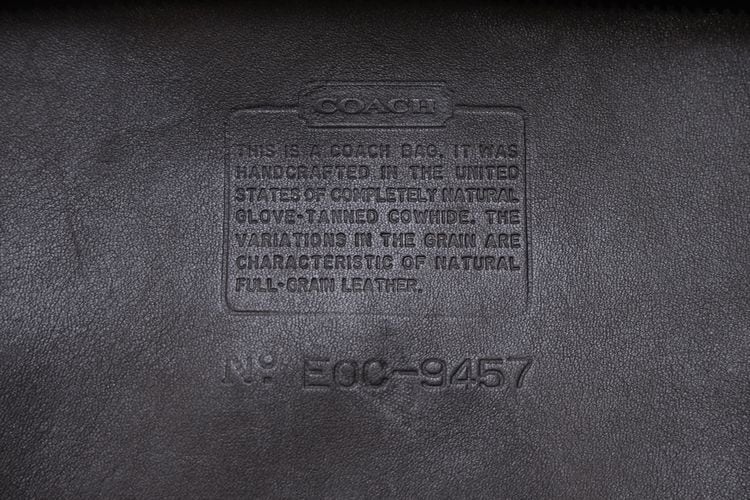 COACH
THIS IS A COACH BAG. IT WAS
HANDCRAFTED IN THE UNITED
STATES OF COMPLETELY NATURAL
GLOVE-TANNED COWHIDE. THE
VARIATIONS IN THE GRAIN ARE
CHARACTERISTIC OF NATURAL
FULL-GRAIN LEATHER.
No: EOC-9457